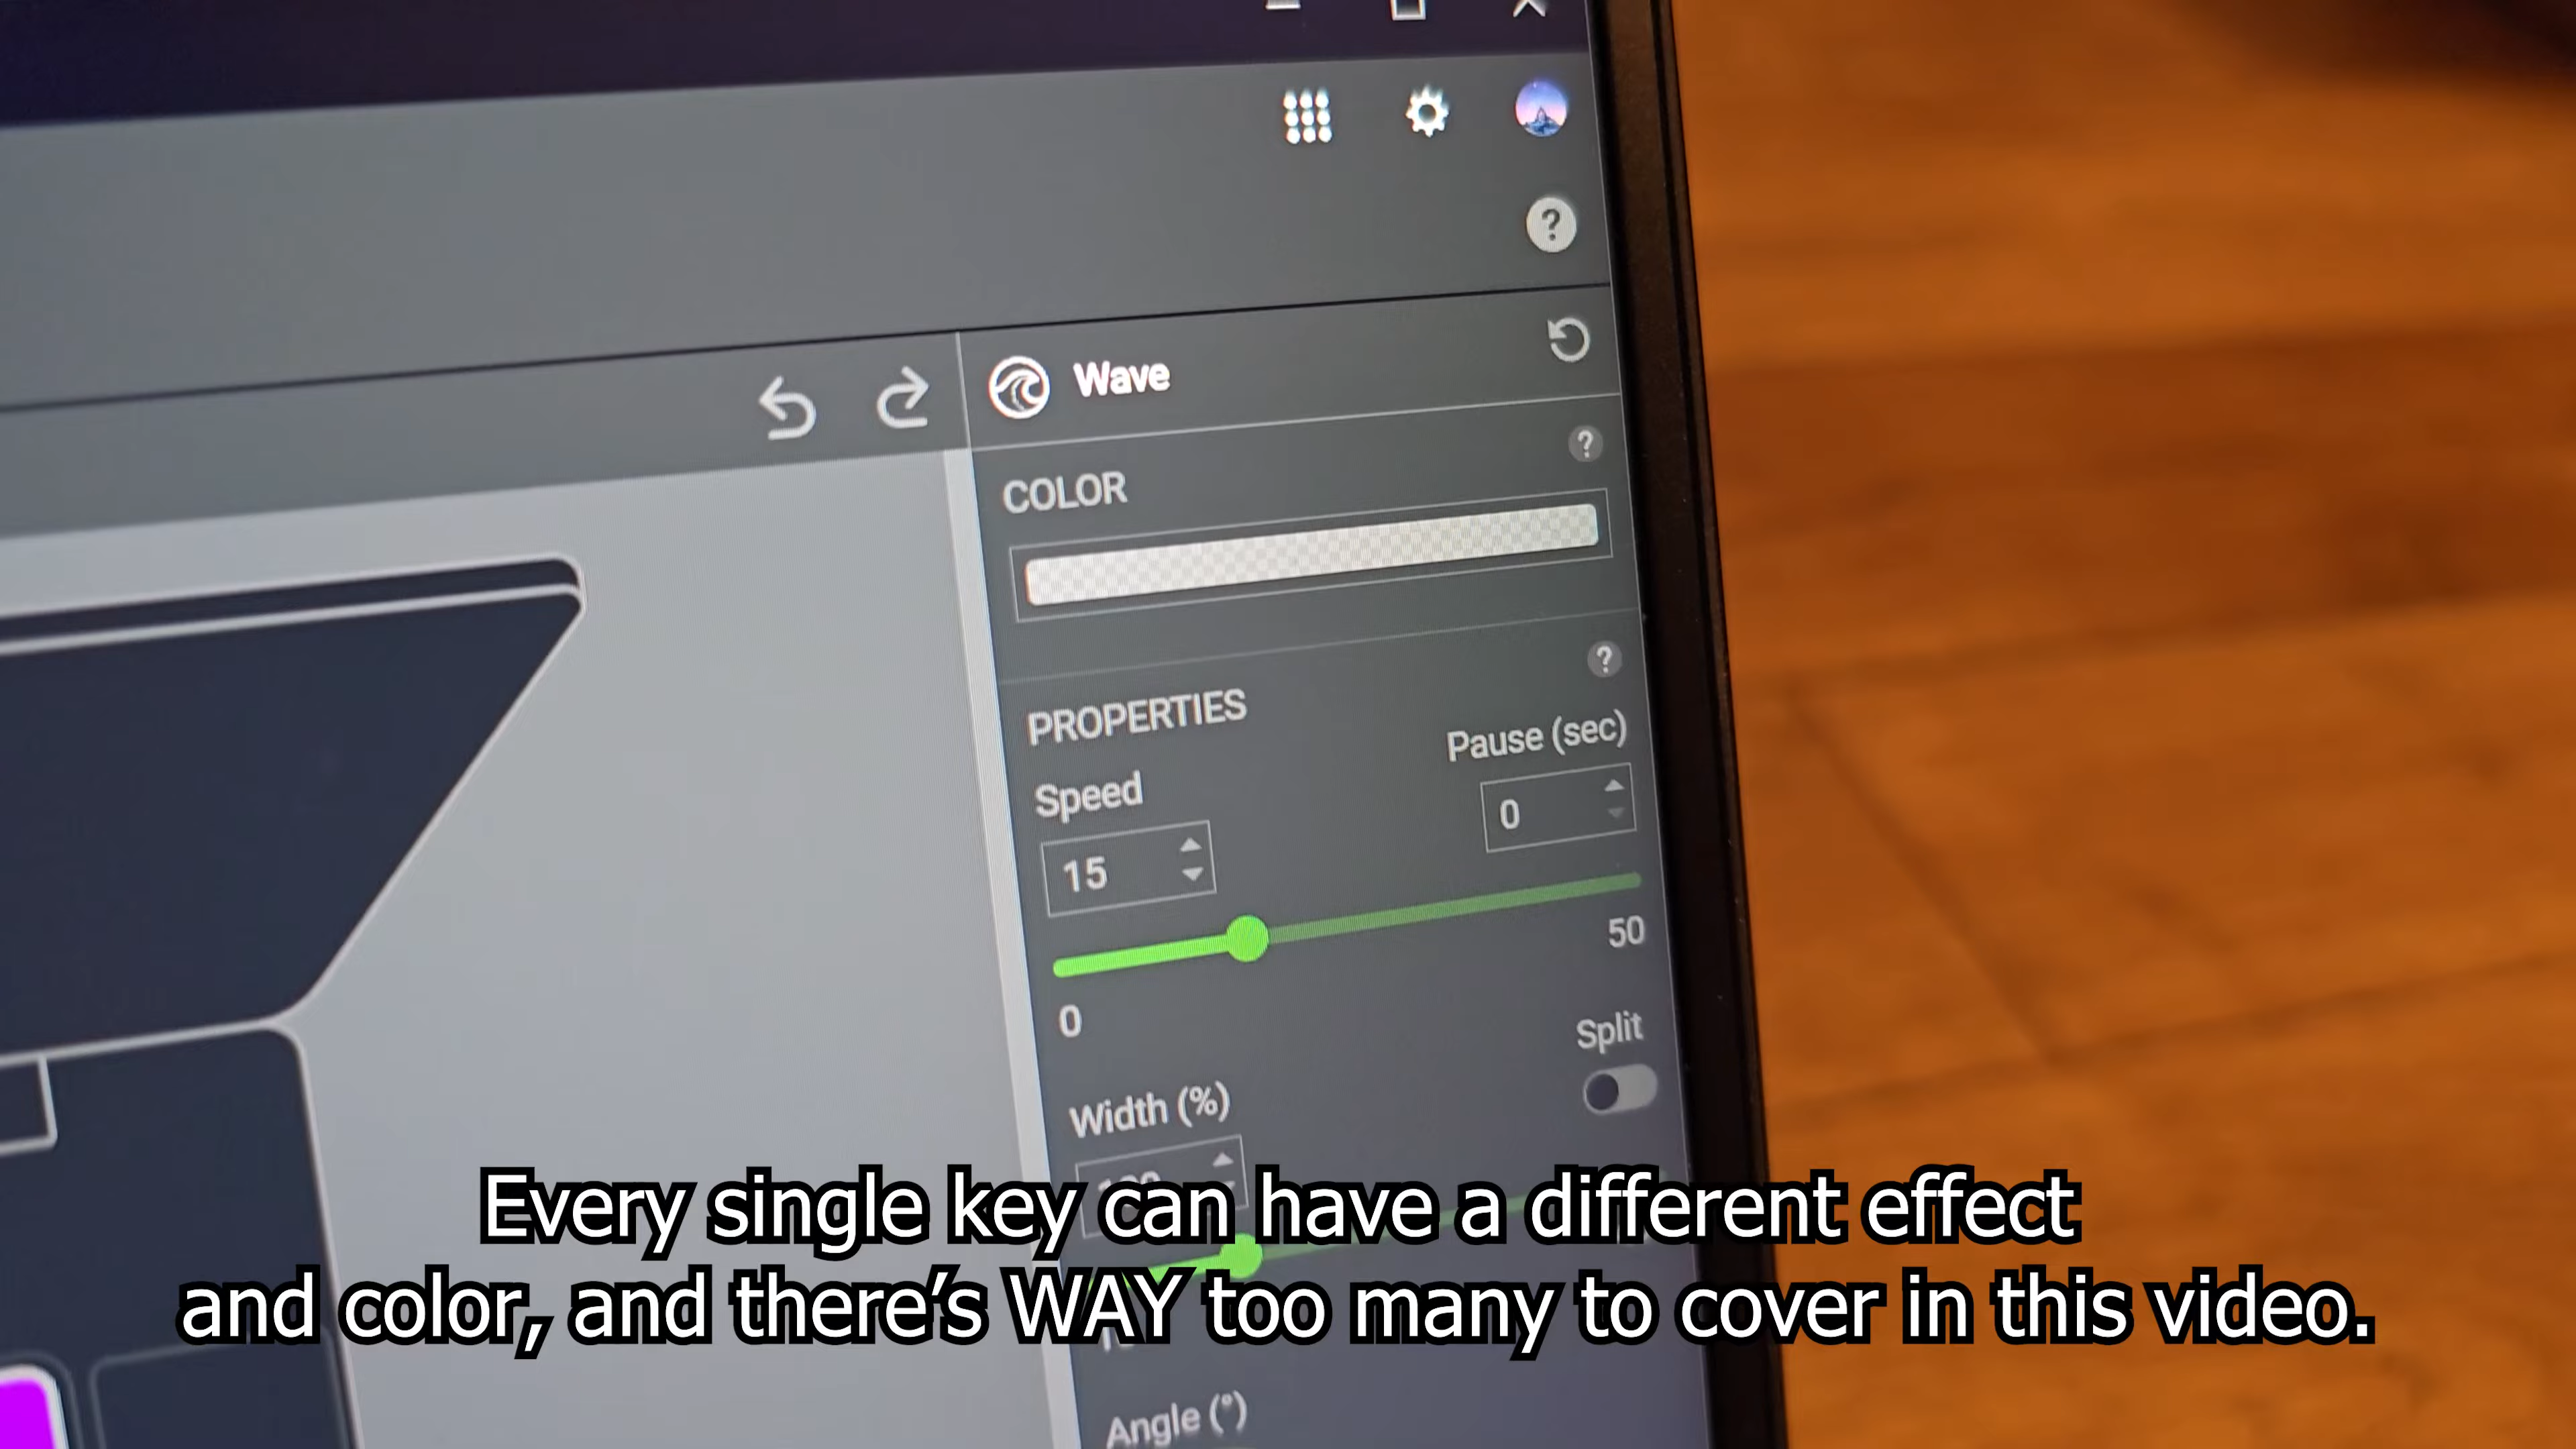 Wave
COLOR
PROPERTIES
Speed
Pause (sec)
15
0
0
50
Split
Width (%)
Every single key can have a different effect
and color, and there's WAY too many to cover in this video.
Angle (°)